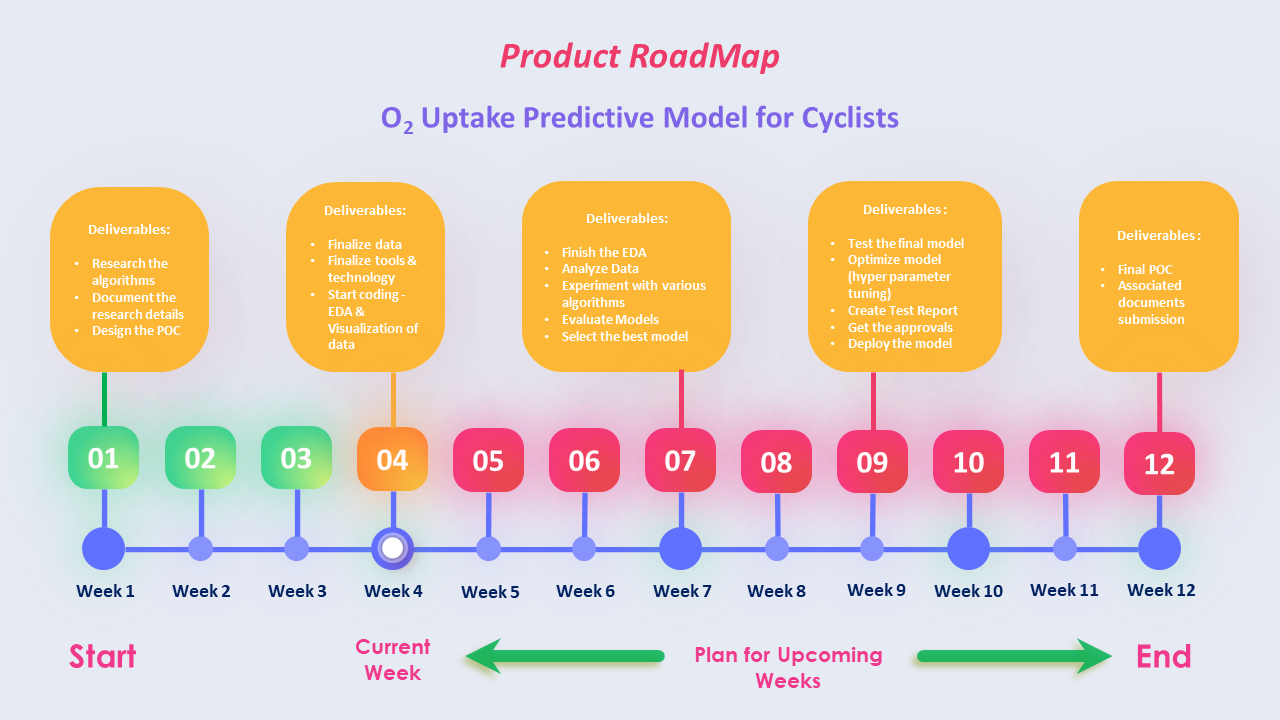 Product RoadMap
O₂ Uptake Predictive Model for Cyclists
Deliverables:
• Research the
algorithms
• Document the
research details
• Design the POC
Deliverables:
• Finalize data
• Finalize tools &
technology
• Start coding -
EDA &
Visualization of
data
Deliverables:
• Finish the EDA
• Analyze Data
• Experiment with various
algorithms
• Evaluate Models
• Select the best model
Deliverables :
• Test the final model
• Optimize model
(hyper parameter
tuning)
• Create Test Report
• Get the approvals
• Deploy the model
Deliverables :
• Final POC
• Associated
documents
submission
01 02 03 04 05 06 07 08 09 10 11 12
Week 1 Week 2 Week 3 Week 4 Week 5 Week 6 Week 7 Week 8 Week 9 Week 10 Week 11 Week 12
Start
Current
Week
Plan for Upcoming
Weeks
End